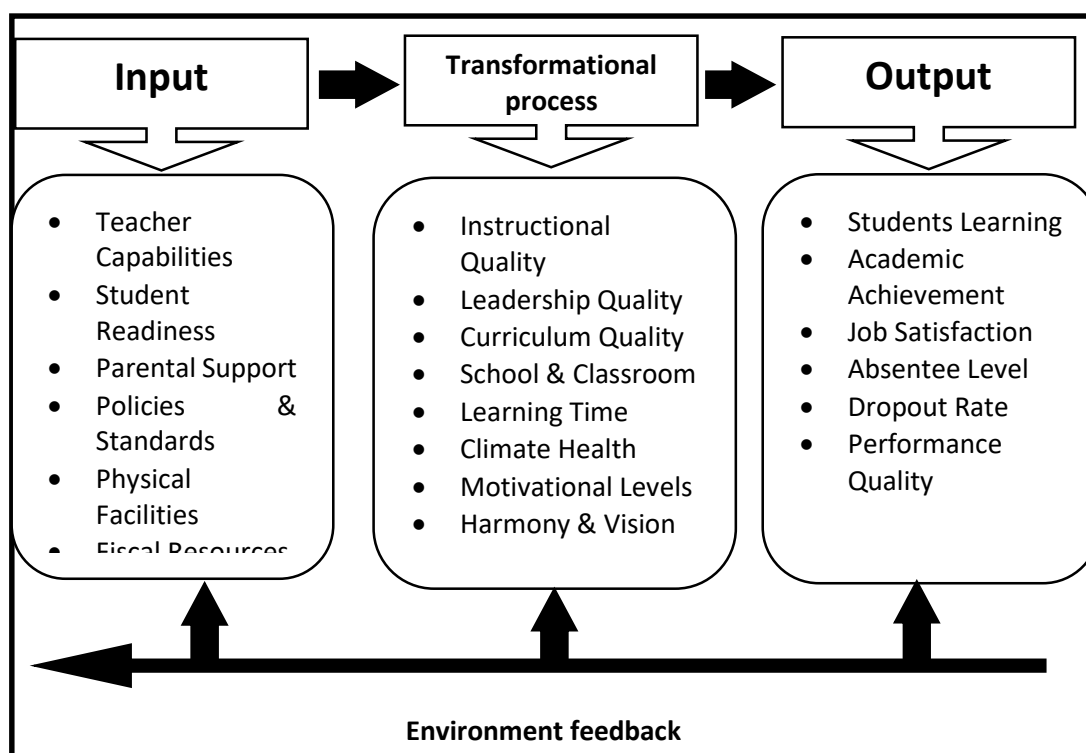 Input
Transformational
process
Output
• Teacher
Capabilities
• Student
Readiness
• Parental Support
• Policies &
Standards
• Physical
Facilities
• Fiscal Resources
• Instructional
Quality
• Leadership Quality
• Curriculum Quality
• School & Classroom
• Learning Time
• Climate Health
• Motivational Levels
• Harmony & Vision
• Students Learning
• Academic
Achievement
• Job Satisfaction
• Absentee Level
• Dropout Rate
• Performance
Quality
Environment feedback